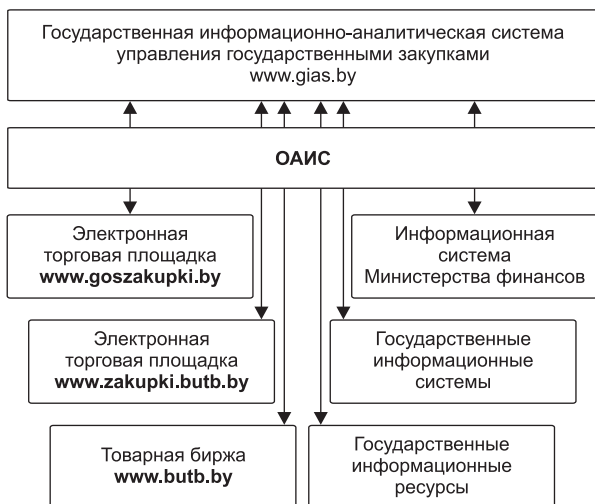 Государственная информационно-аналитическая система
управления государственными закупками
www.gias.by
ОАИС
Электронная
торговая площадка
www.goszakupki.by
Информационная
система
Министерства финансов
Электронная
торговая площадка
www.zakupki.butb.by
Государственные
информационные
системы
Товарная биржа
www.butb.by
Государственные
информационные
ресурсы